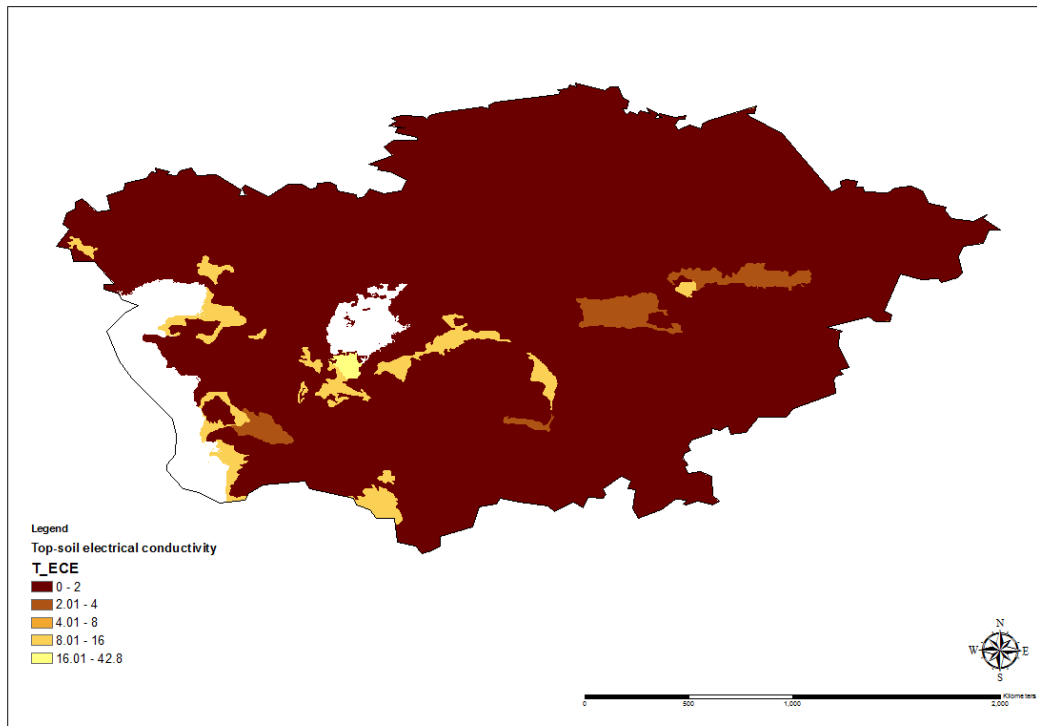 Legend
Top-soil electrical conductivity
T_ECE
0 - 2
2.01 - 4
4.01 - 8
8.01 - 16
16.01 - 42.8
N
W E
S
Kilometers
0 500 1,000 2,000